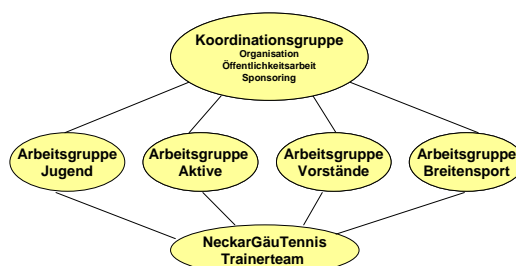 Koordinationsgruppe
Organisation
Öffentlichkeitsarbeit
Sponsoring
Arbeitsgruppe
Jugend
Arbeitsgruppe
Aktive
Arbeitsgruppe
Vorstände
Arbeitsgruppe
Breitensport
NeckarGäuTennis
Trainerteam